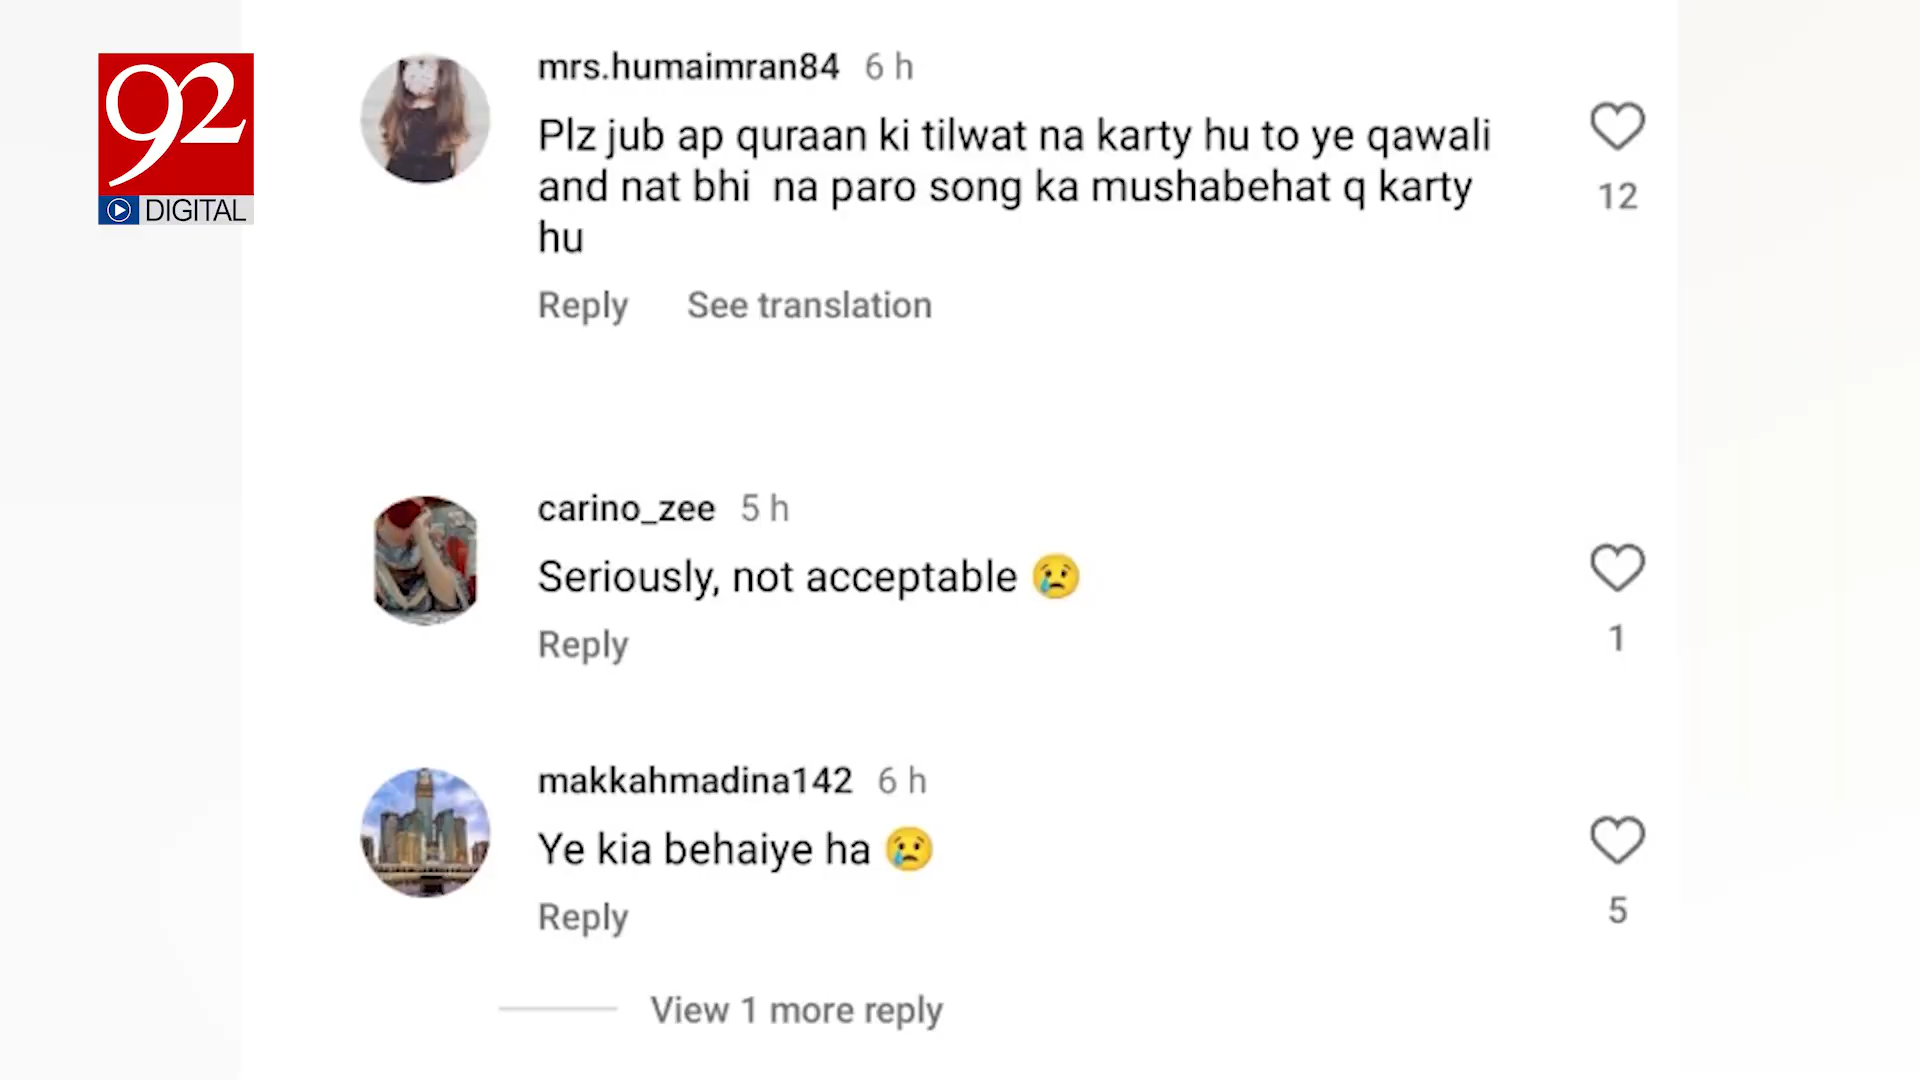 92
DIGITAL
mrs.humaimran84 6 h
Plz jub ap quraan ki tilwat na karty hu to ye qawali
and nat bhi na paro song ka mushabehat q karty
hu
12
Reply See translation
carino_zee 5 h
Seriously, not acceptable 😢
1
Reply
makkahmadina142 6 h
Ye kia behaiye ha 😢
5
Reply
View 1 more reply